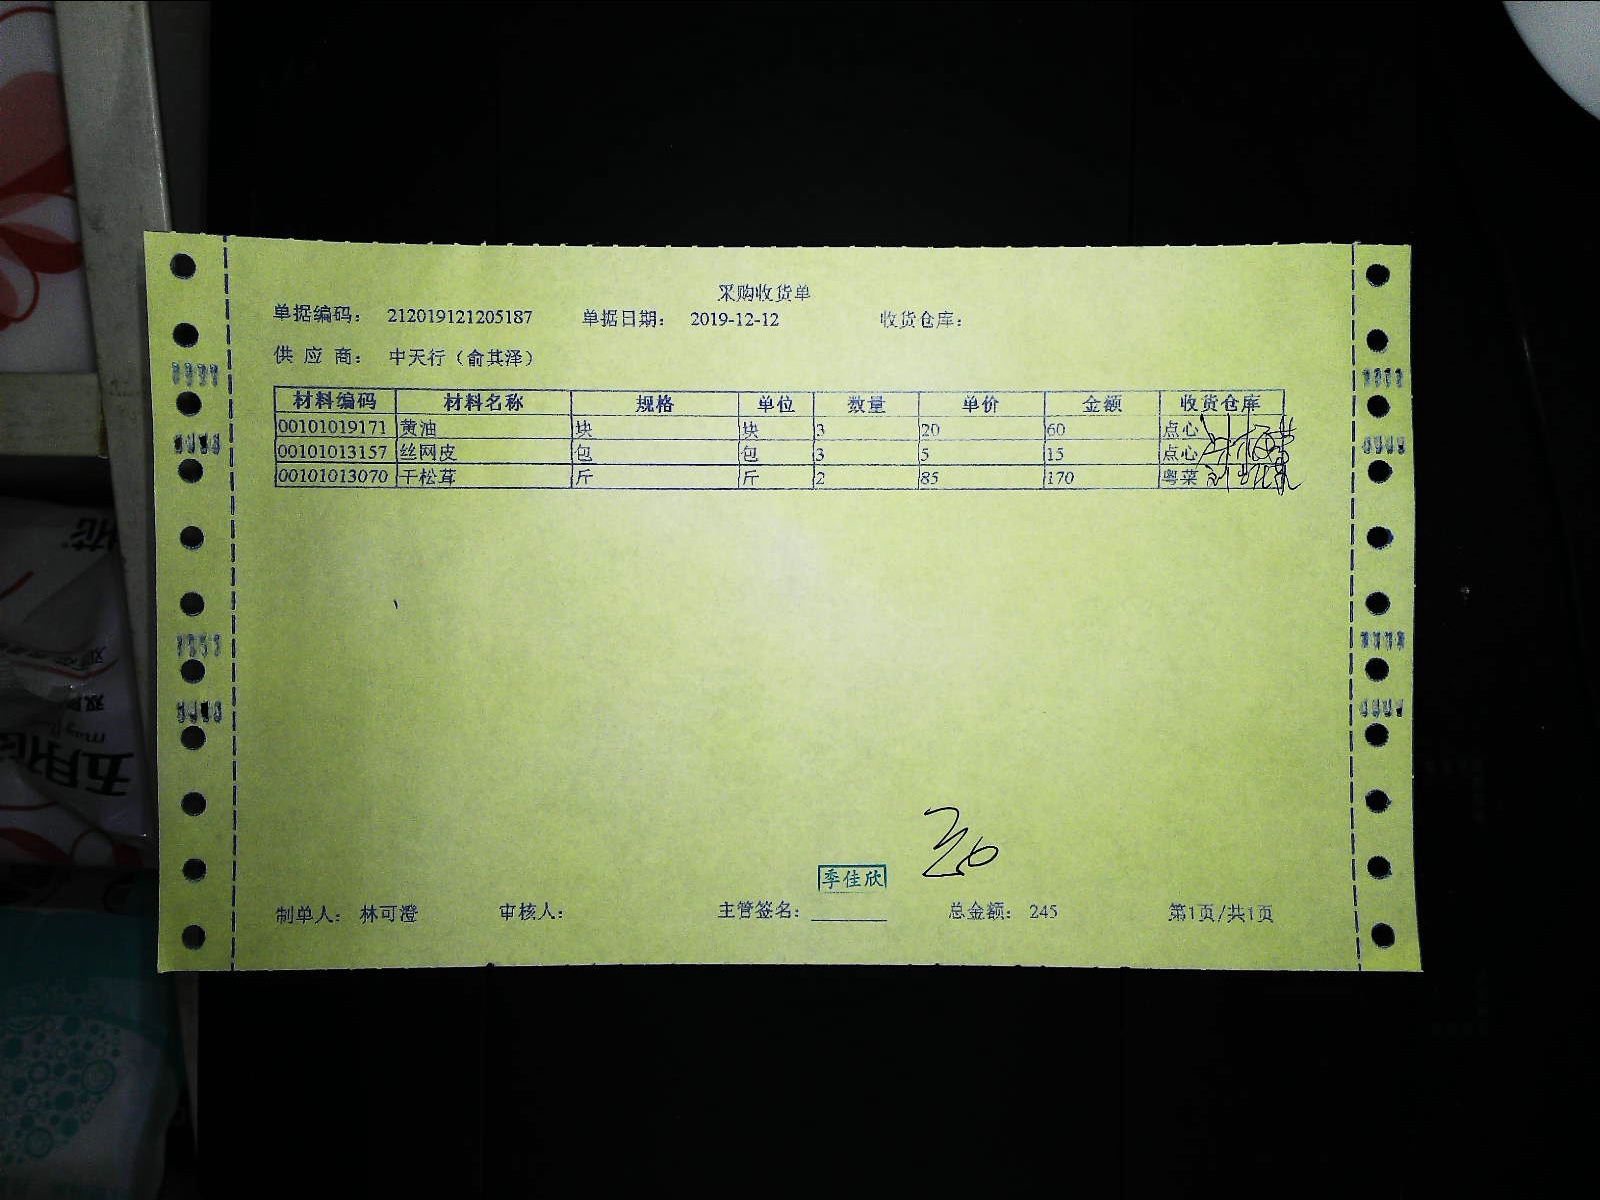 采购收货单
单据编码： 212019121205187 单据日期： 2019-12-12 收货仓库：
供 应 商： 中天行（俞其泽）
材料编码 材料名称 规格 单位 数量 单价 金额 收货仓库
00101019171 黄油 块 块 3 20 60 点心
00101013157 丝网皮 包 包 3 5 15 点心
00101013070 干松茸 斤 斤 2 85 170 粤菜
季佳欣
制单人： 林可澄 审核人： 主管签名： 总金额： 245 第1页/共1页
五月花